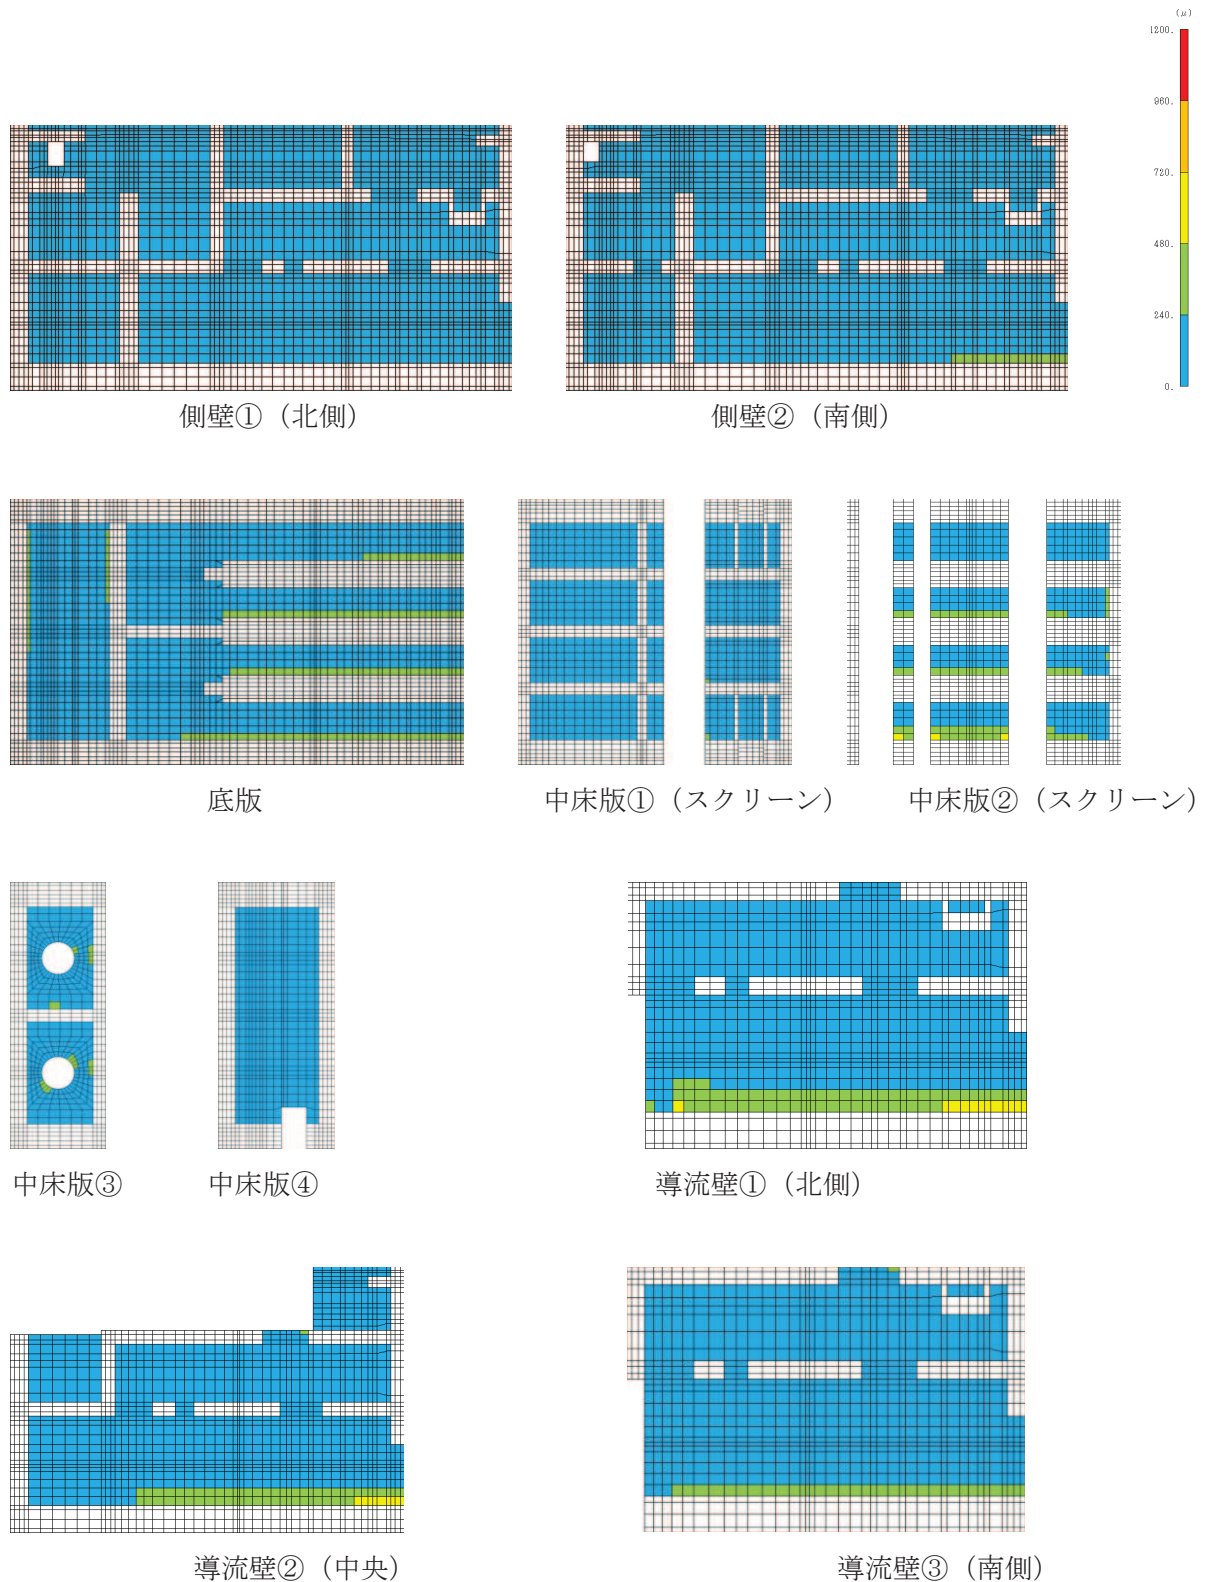 (μ)
1200.
960.
720.
480.
240.
0.
側壁①（北側）
側壁②（南側）
底版
中床版①（スクリーン）
中床版②（スクリーン）
中床版③
中床版④
導流壁①（北側）
導流壁②（中央）
導流壁③（南側）